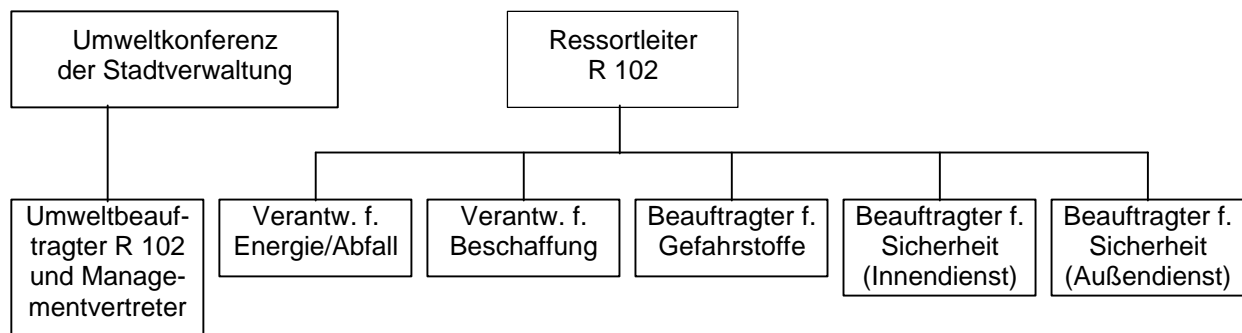 Umweltkonferenz
der Stadtverwaltung
Ressortleiter
R 102
Umweltbeauf-
tragter R 102
und Manage-
mentvertreter
Verantw. f.
Energie/Abfall
Verantw. f.
Beschaffung
Beauftragter f.
Gefahrstoffe
Beauftragter f.
Sicherheit
(Innendienst)
Beauftragter f.
Sicherheit
(Außendienst)